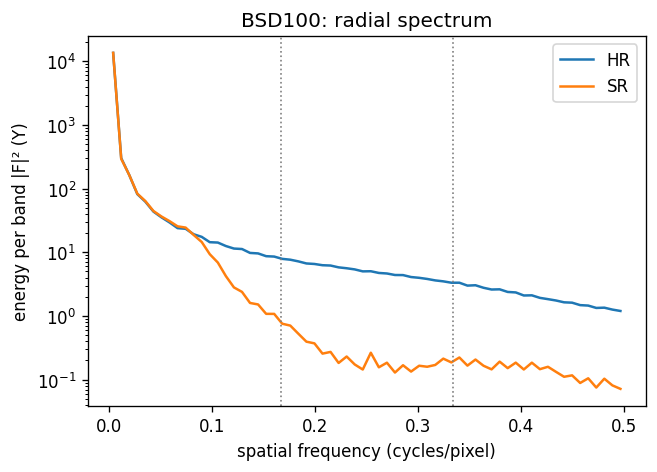 BSD100: radial spectrum
HR
SR
energy per band |F|² (Y)
10⁴
10³
10²
10¹
10⁰
10⁻¹
0.0 0.1 0.2 0.3 0.4 0.5
spatial frequency (cycles/pixel)